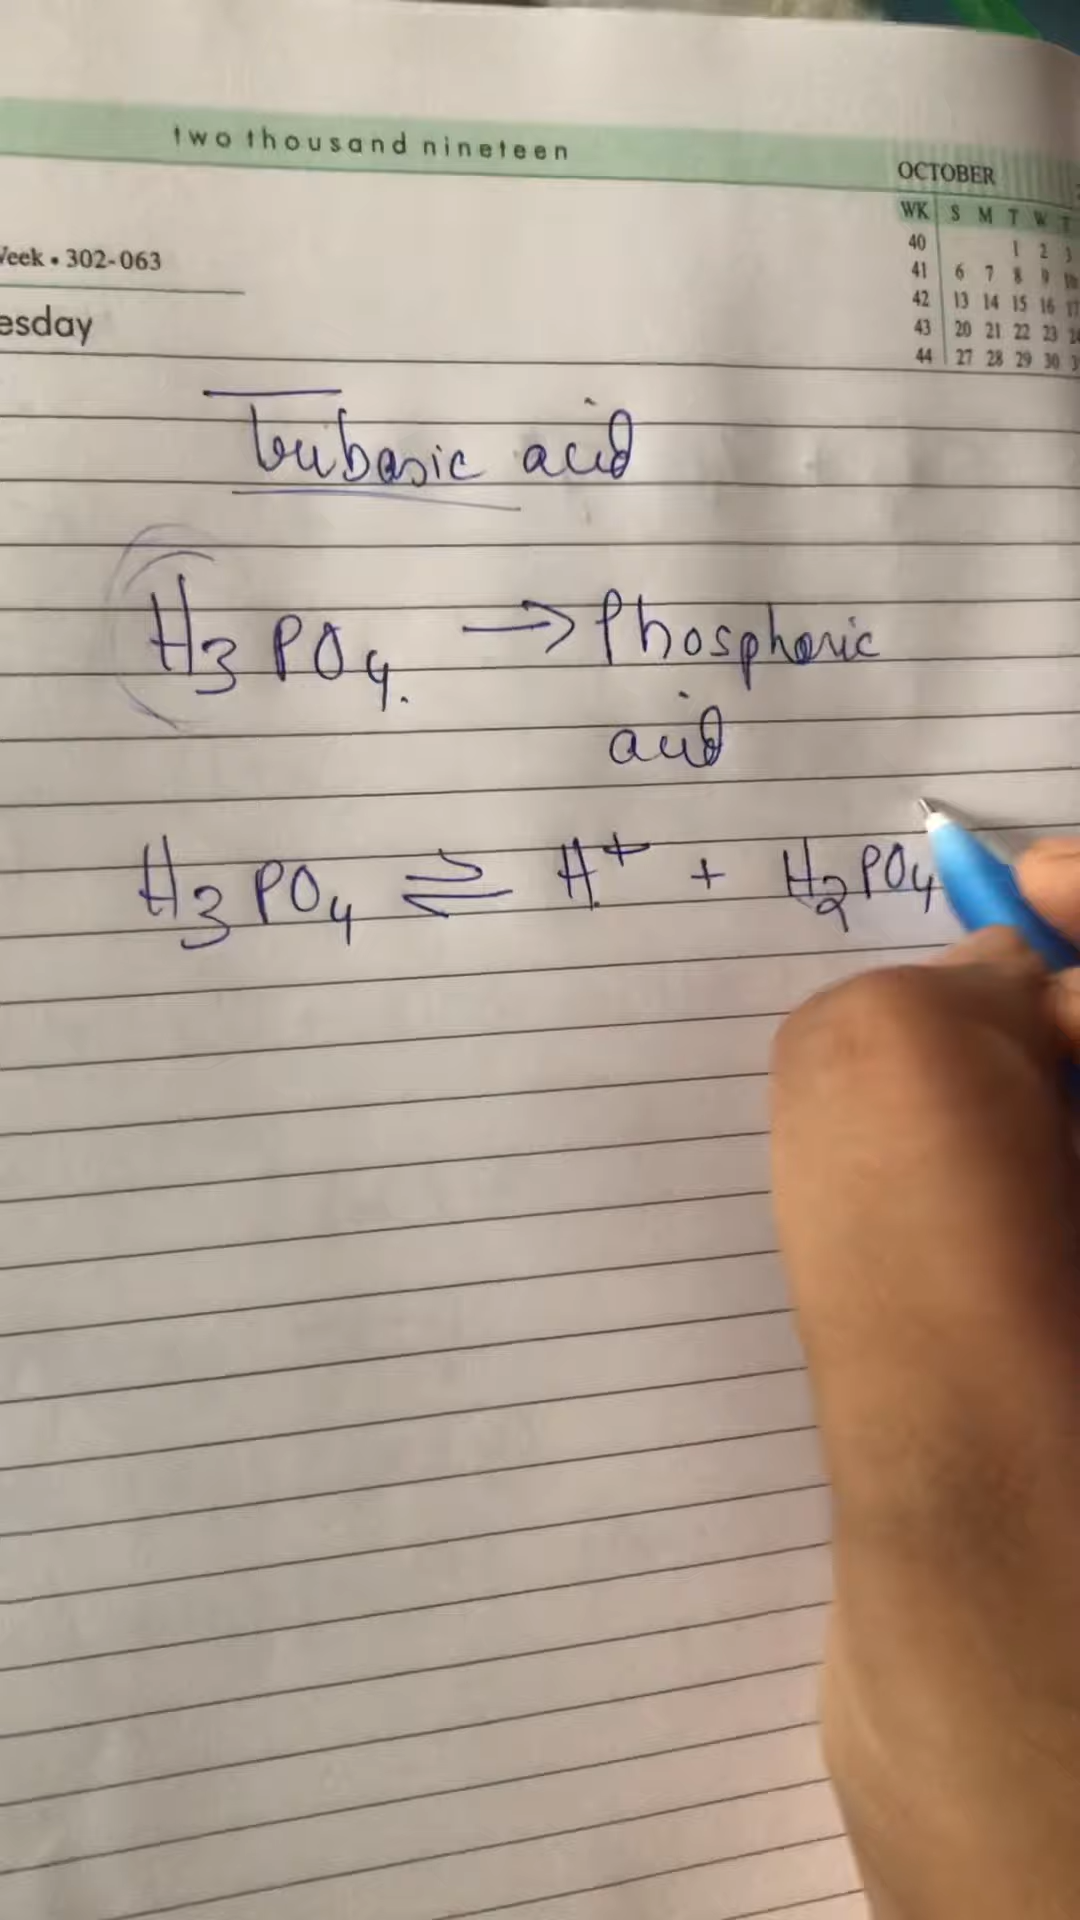 two thousand nineteen
OCTOBER
WK S M T W T
40 1 2 3
41 6 7 8 9 10
42 13 14 15 16 17
43 20 21 22 23 24
44 27 28 29 30
Week • 302-063
esday
tribasic acid
H3PO4. → Phosphoric
acid
H3PO4 ⇌ H+ + H2PO4